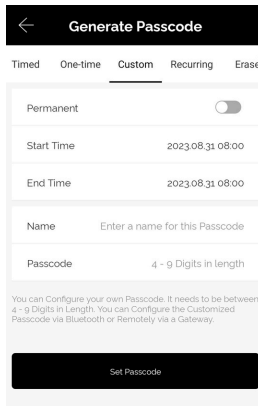 Generate Passcode
Timed One-time Custom Recurring Erase
Permanent
Start Time 2023.08.31 08:00
End Time 2023.08.31 08:00
Name Enter a name for this Passcode
Passcode 4 - 9 Digits in length
You can Configure your own Passcode. It needs to be between
4 - 9 Digits in Length. You can Configure the Customized
Passcode via Bluetooth or Remotely via a Gateway.
Set Passcode